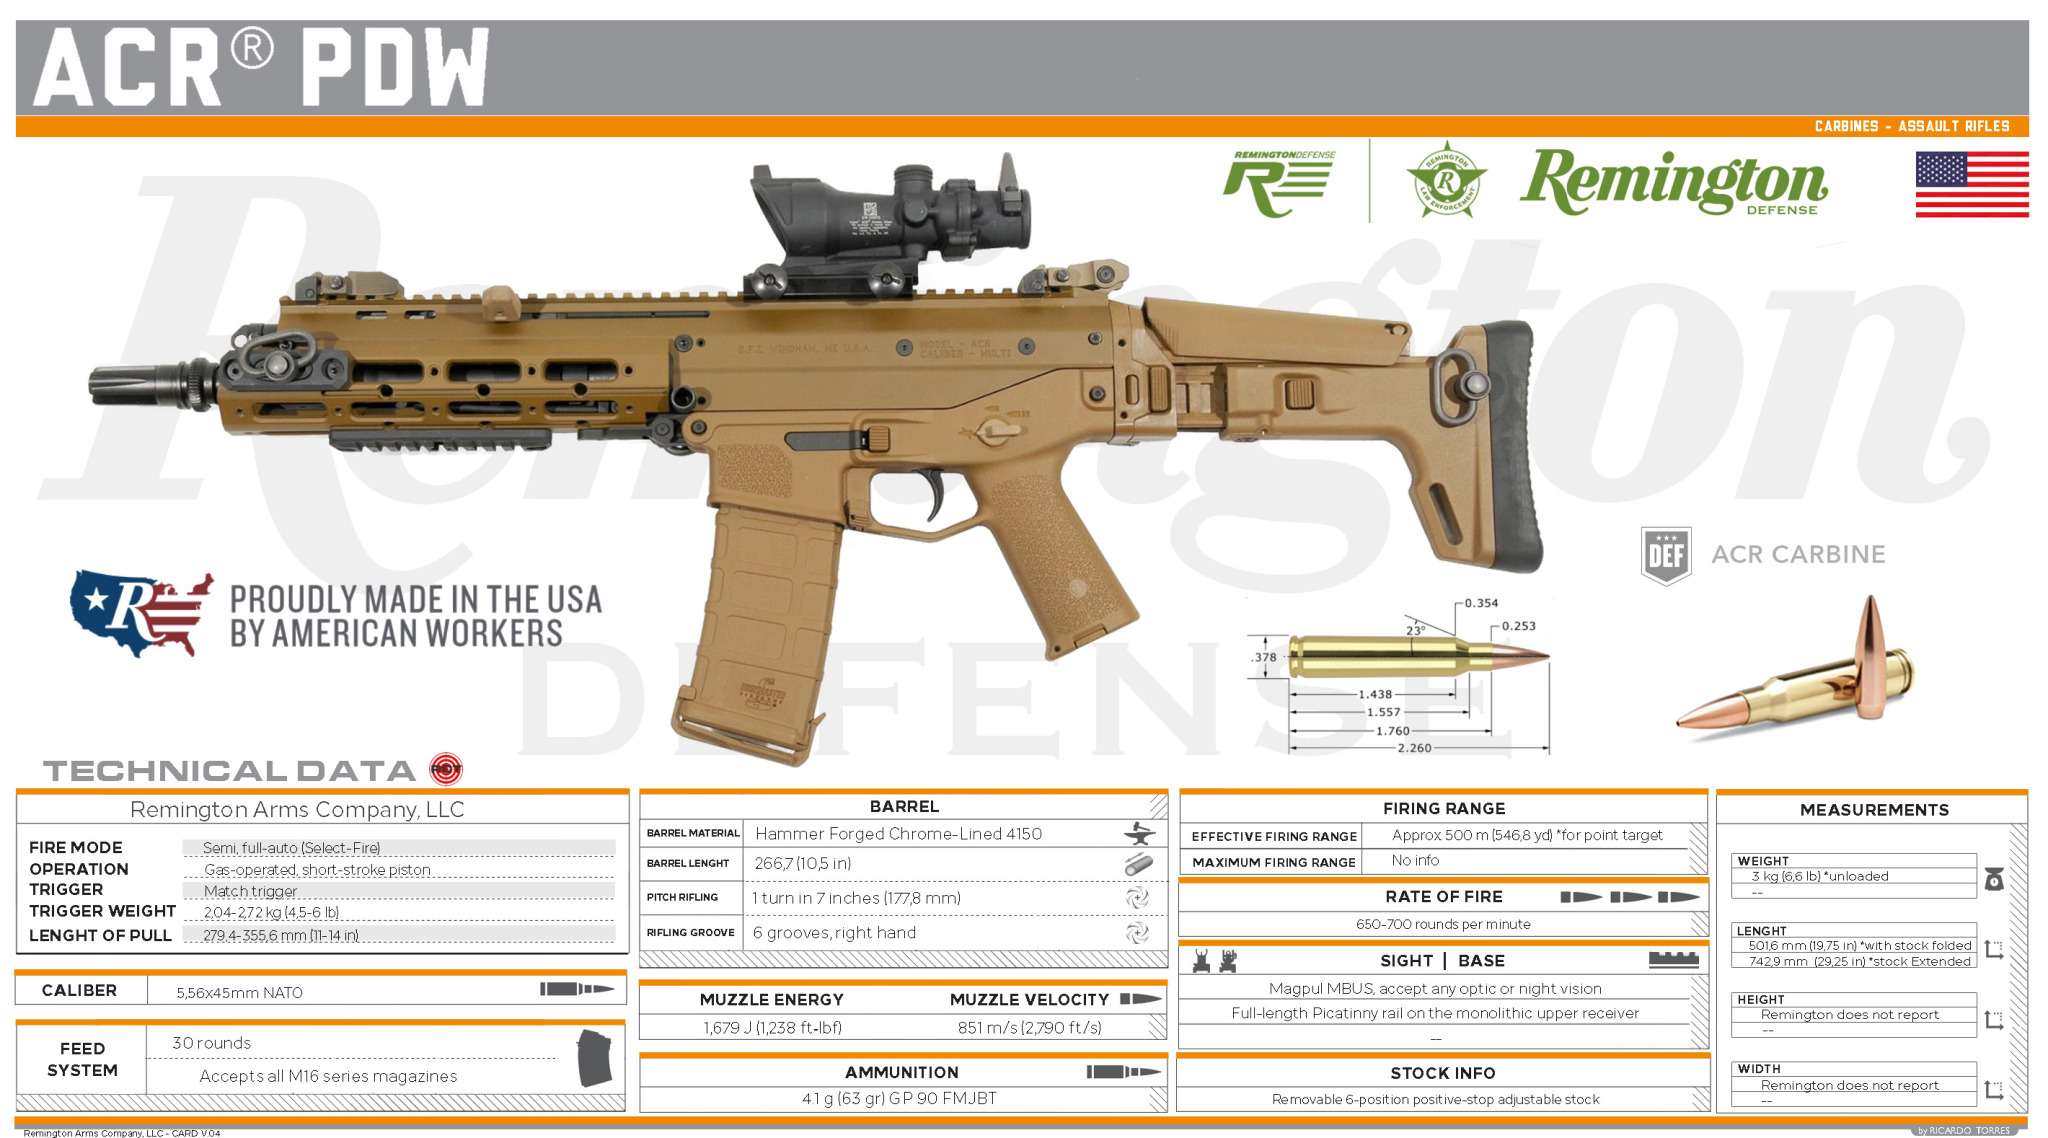 ACR® PDW
CARBINES - ASSAULT RIFLES
REMINGTONDEFENSE
R
REMINGTON
R
LAW ENFORCEMENT
Remington
DEFENSE
Remington
DEFENSE
B.F.I. WINDHAM, ME U.S.A.
MODEL - ACR
CALIBER - MULTI
DEF
ACR CARBINE
R
PROUDLY MADE IN THE USA
BY AMERICAN WORKERS
0.354
23°
0.253
.378
1.438
1.557
1.760
2.260
TECHNICAL DATA
Remington Arms Company, LLC
FIRE MODE Semi, full-auto (Select-Fire)
OPERATION Gas-operated, short-stroke piston
TRIGGER Match trigger
TRIGGER WEIGHT 2,04-2,72 kg (4,5-6 lb)
LENGHT OF PULL 279,4-355,6 mm (11-14 in)
CALIBER 5,56x45mm NATO
FEED SYSTEM
30 rounds
Accepts all M16 series magazines
BARREL
BARREL MATERIAL Hammer Forged Chrome-Lined 4150
BARREL LENGHT 266,7 (10,5 in)
PITCH RIFLING 1 turn in 7 inches (177,8 mm)
RIFLING GROOVE 6 grooves, right hand
MUZZLE ENERGY MUZZLE VELOCITY
1,679 J (1,238 ft-lbf) 851 m/s (2,790 ft/s)
AMMUNITION
4.1 g (63 gr) GP 90 FMJBT
FIRING RANGE
EFFECTIVE FIRING RANGE Approx 500 m (546,8 yd) *for point target
MAXIMUM FIRING RANGE No info
RATE OF FIRE
650-700 rounds per minute
SIGHT | BASE
Magpul MBUS, accept any optic or night vision
Full-length Picatinny rail on the monolithic upper receiver
--
STOCK INFO
Removable 6-position positive-stop adjustable stock
MEASUREMENTS
WEIGHT
3 kg (6,6 lb) *unloaded
--
LENGHT
501,6 mm (19,75 in) *with stock folded
742,9 mm (29,25 in) *stock Extended
HEIGHT
Remington does not report
--
WIDTH
Remington does not report
--
Remington Arms Company, LLC - CARD V.04
by RICARDO TORRES